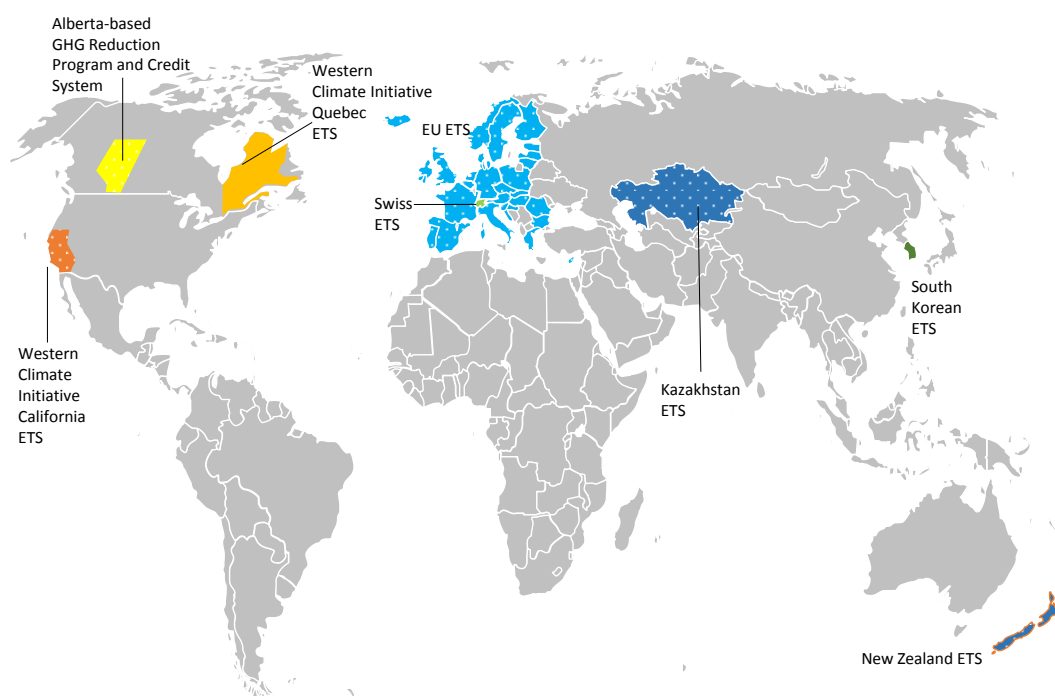 Alberta-based
GHG Reduction
Program and Credit
System
Western
Climate Initiative
Quebec
ETS
EU ETS
Swiss
ETS
South
Korean
ETS
Western
Climate
Initiative
California
ETS
Kazakhstan
ETS
New Zealand ETS